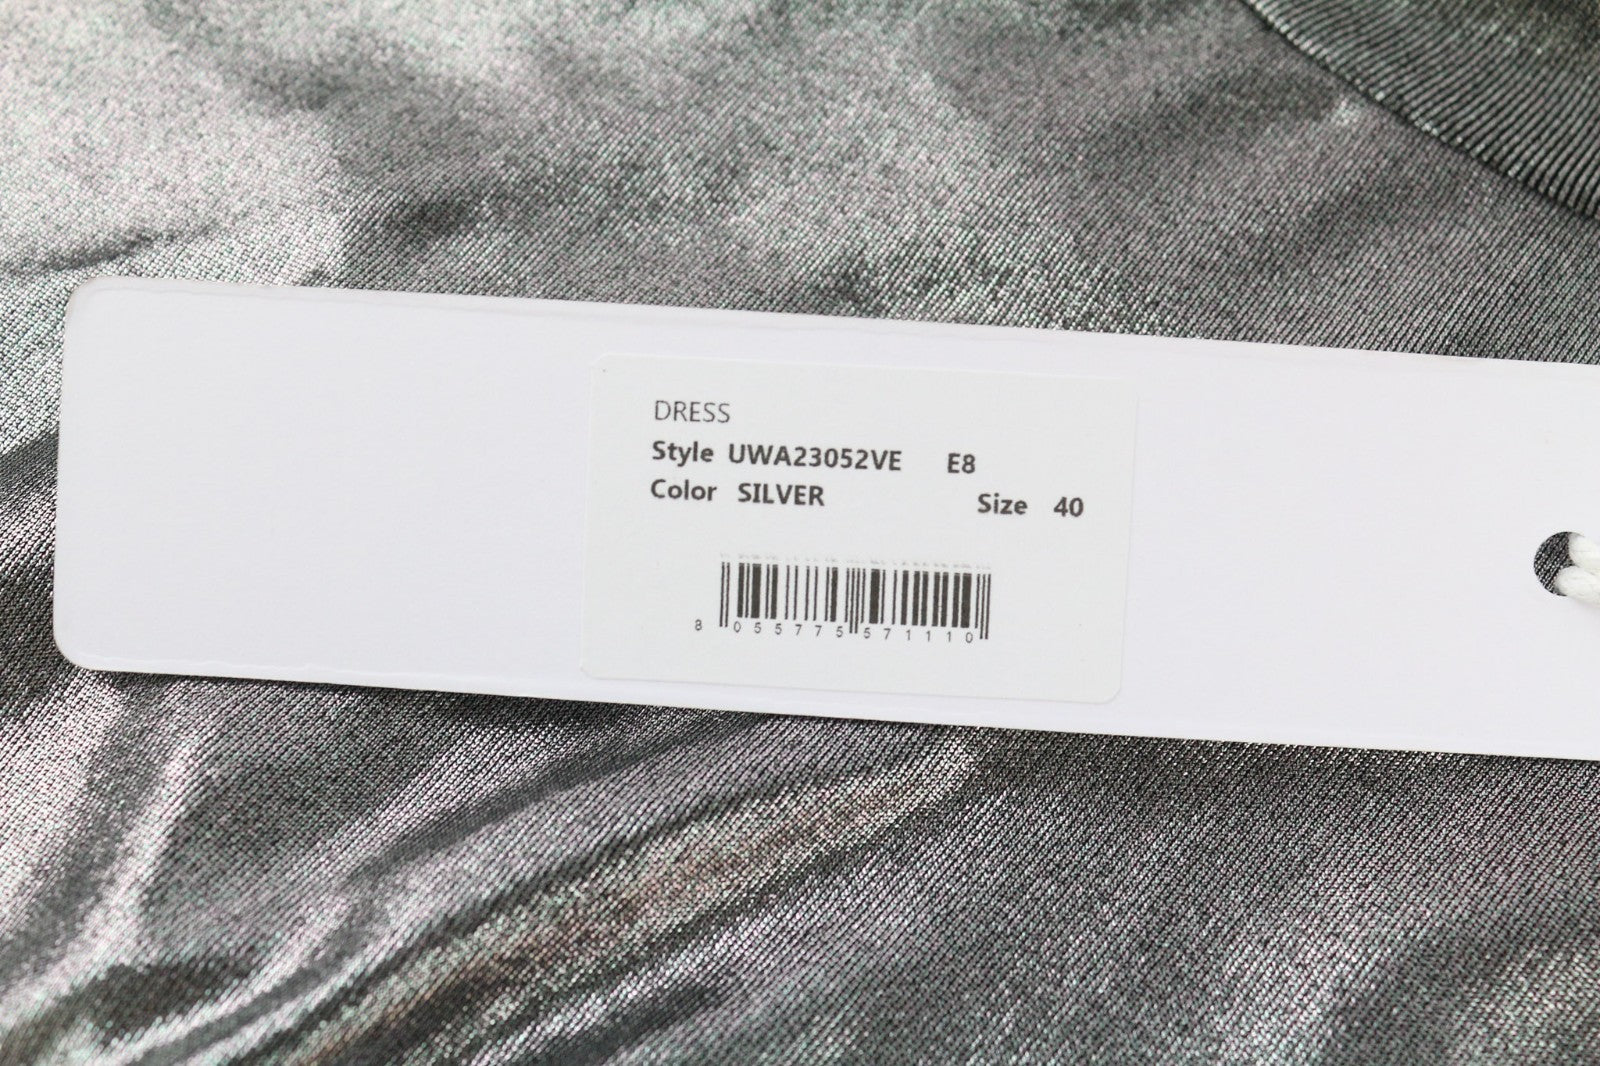 DRESS
Style UWA23052VE E8
Color SILVER Size 40
8 055775 571110